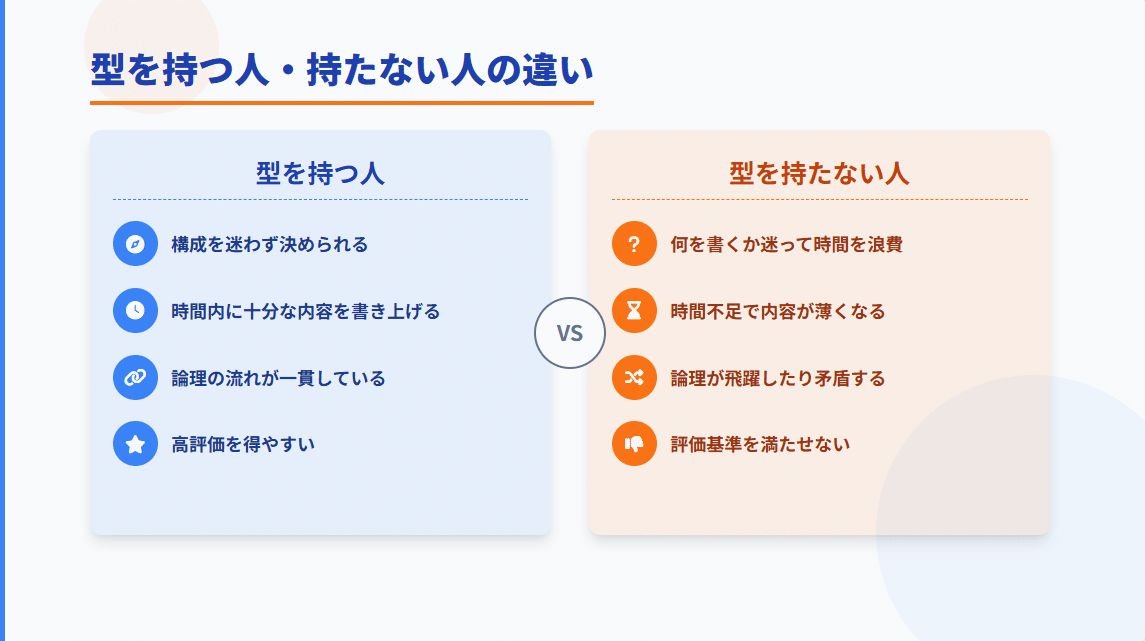 型を持つ人・持たない人の違い
型を持つ人
構成を迷わず決められる
時間内に十分な内容を書き上げる
論理の流れが一貫している
高評価を得やすい
VS
型を持たない人
?
何を書くか迷って時間を浪費
時間不足で内容が薄くなる
論理が飛躍したり矛盾する
評価基準を満たせない